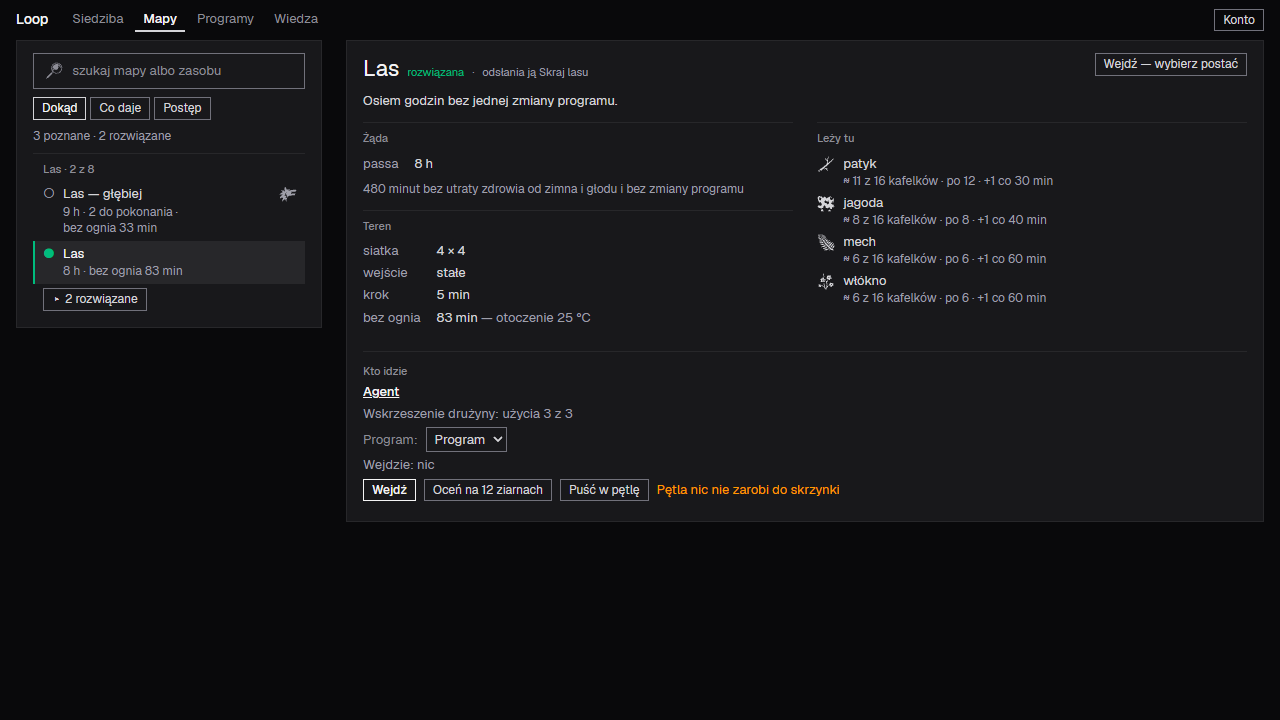 Loop Siedziba Mapy Programy Wiedza Konto
szukaj mapy albo zasobu
Dokąd Co daje Postęp
3 poznane · 2 rozwiązane
Las · 2 z 8
Las — głębiej
9 h · 2 do pokonania ·
bez ognia 33 min
Las
8 h · bez ognia 83 min
▸ 2 rozwiązane
Las rozwiązana · odsłania ją Skraj lasu
Wejdź — wybierz postać
Osiem godzin bez jednej zmiany programu.
Żąda
passa 8 h
480 minut bez utraty zdrowia od zimna i głodu i bez zmiany programu
Teren
siatka 4 × 4
wejście stałe
krok 5 min
bez ognia 83 min — otoczenie 25 °C
Leży tu
patyk
≈ 11 z 16 kafelków · po 12 · +1 co 30 min
jagoda
≈ 8 z 16 kafelków · po 8 · +1 co 40 min
mech
≈ 6 z 16 kafelków · po 6 · +1 co 60 min
włókno
≈ 6 z 16 kafelków · po 6 · +1 co 60 min
Kto idzie
Agent
Wskrzeszenie drużyny: użycia 3 z 3
Program: Program
Wejdzie: nic
Wejdź Oceń na 12 ziarnach Puść w pętlę Pętla nic nie zarobi do skrzynki